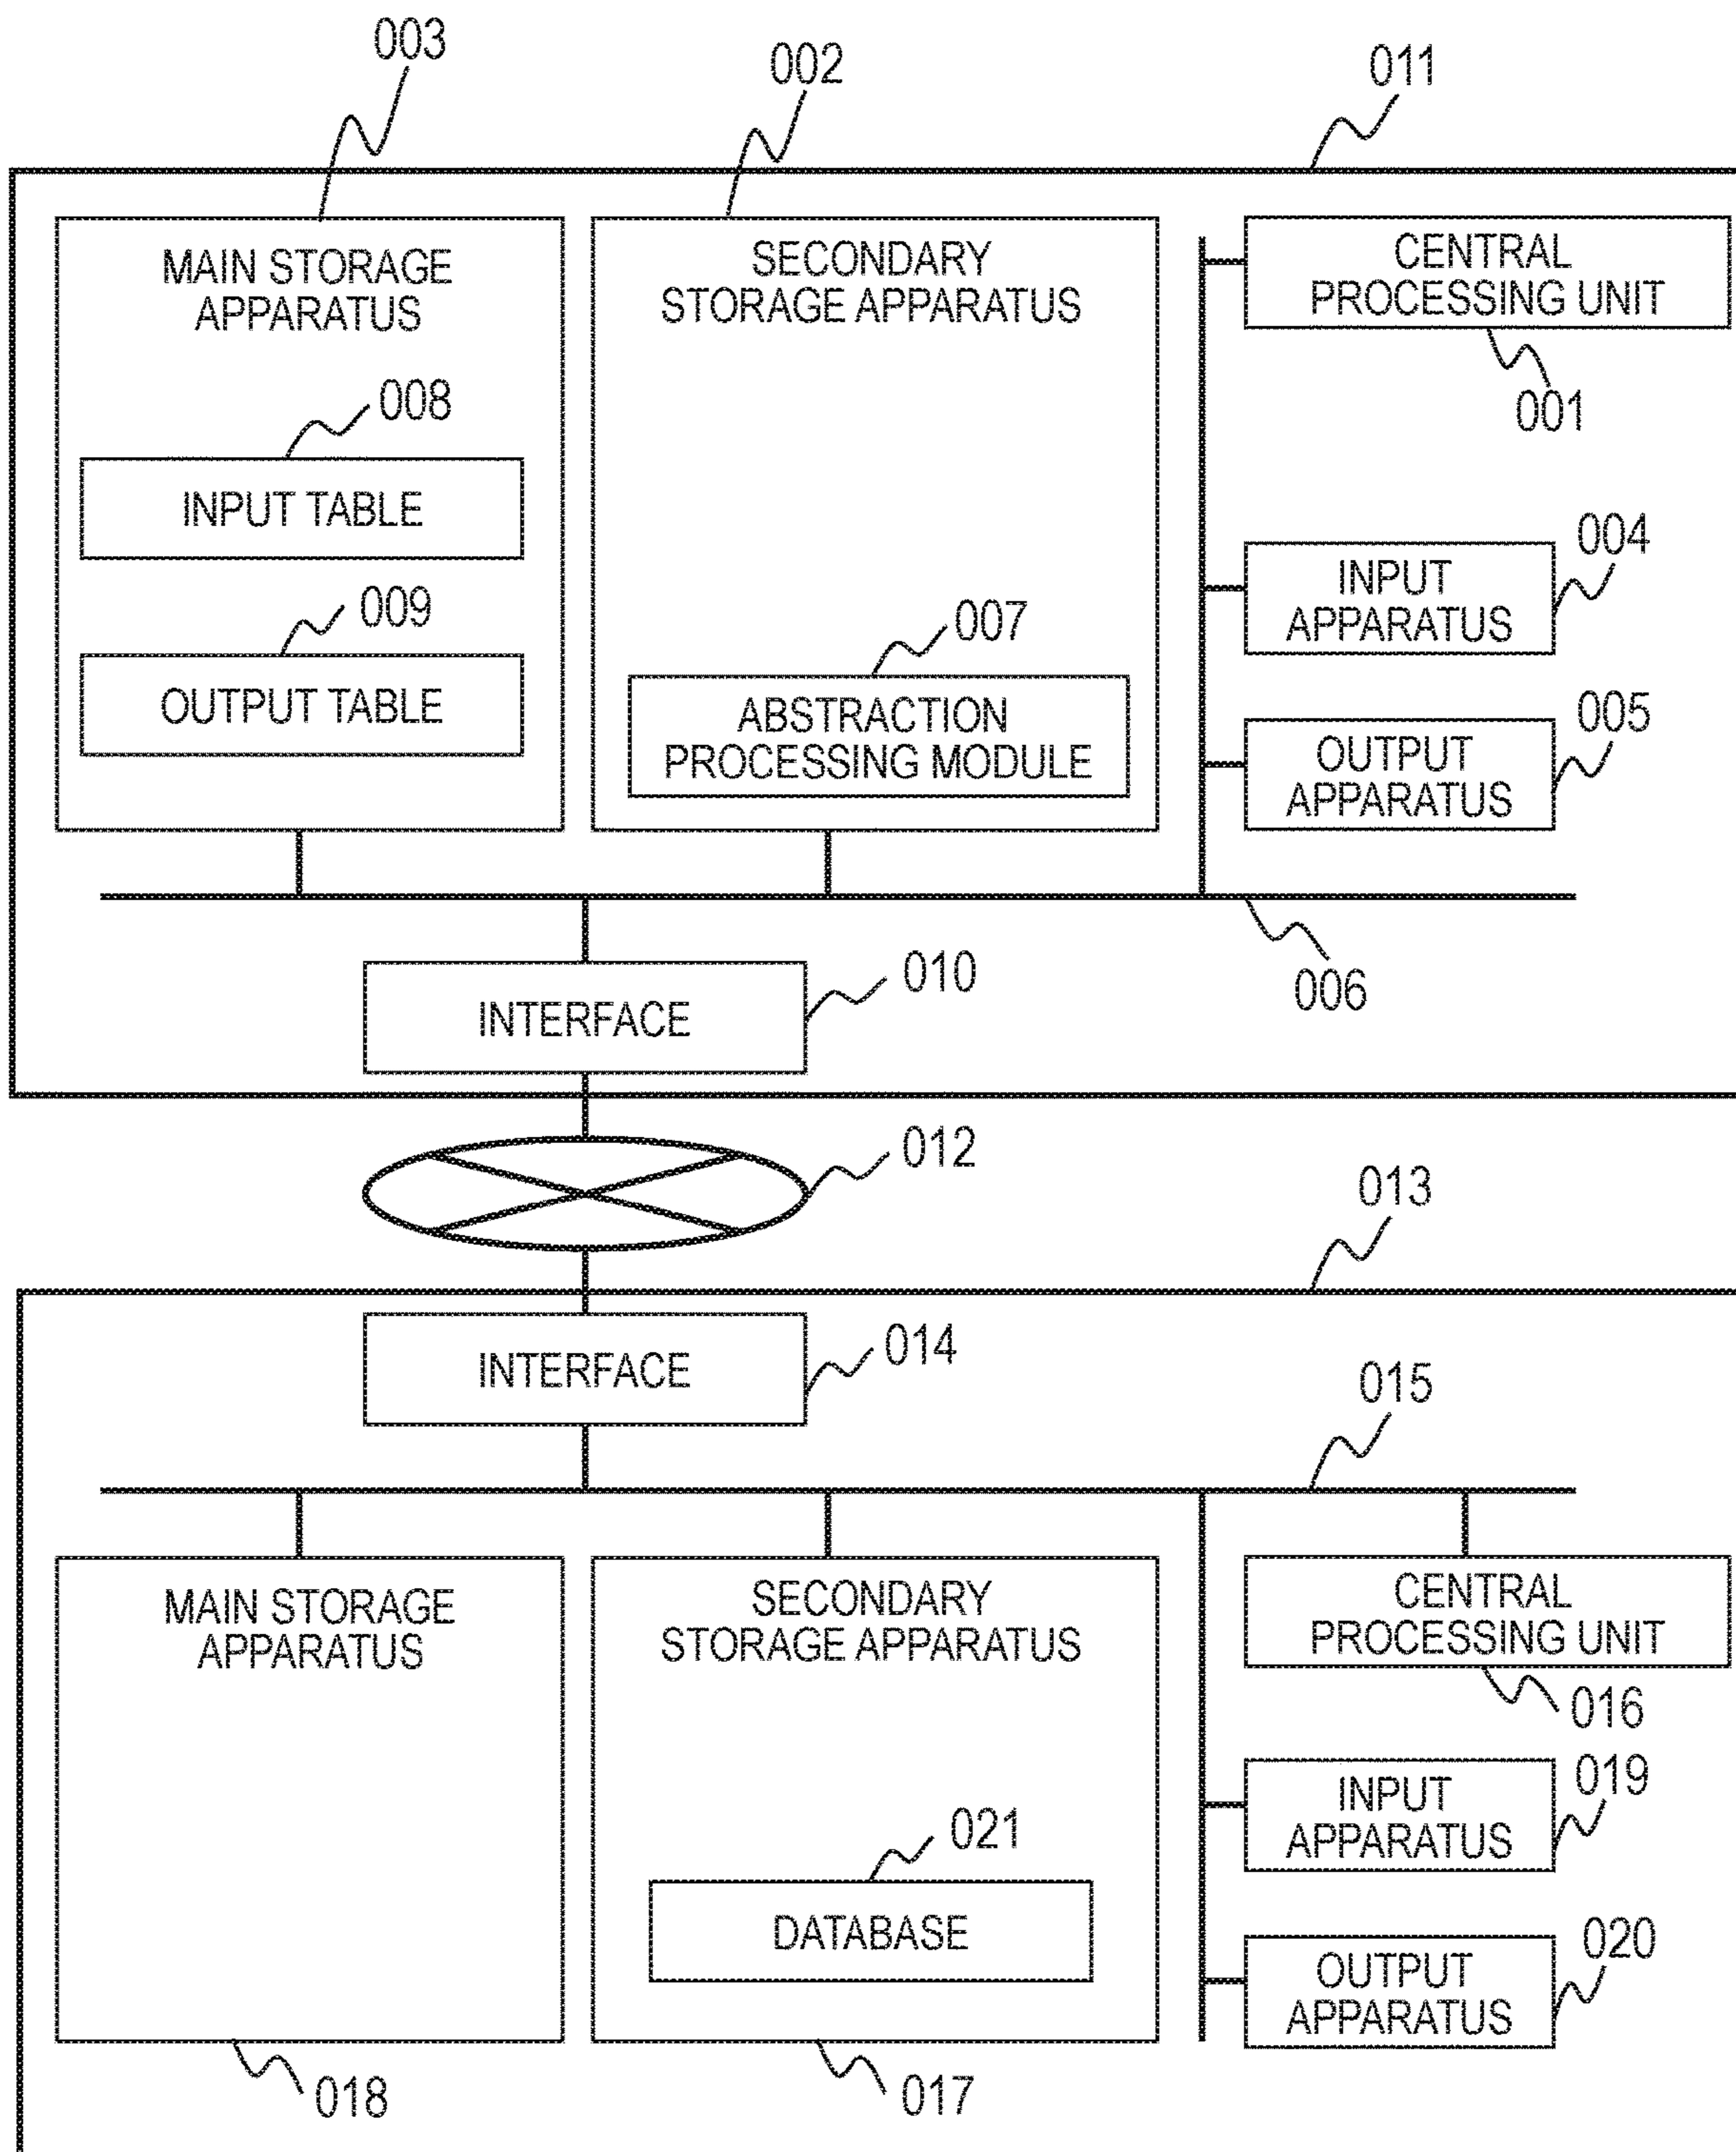 003
002
011
MAIN STORAGE
APPARATUS
SECONDARY
STORAGE APPARATUS
CENTRAL
PROCESSING UNIT
001
008
INPUT TABLE
004
INPUT
APPARATUS
009
OUTPUT TABLE
007
ABSTRACTION
PROCESSING MODULE
005
OUTPUT
APPARATUS
006
010
INTERFACE
012
013
014
INTERFACE
015
MAIN STORAGE
APPARATUS
SECONDARY
STORAGE APPARATUS
CENTRAL
PROCESSING UNIT
016
019
INPUT
APPARATUS
021
DATABASE
020
OUTPUT
APPARATUS
018
017